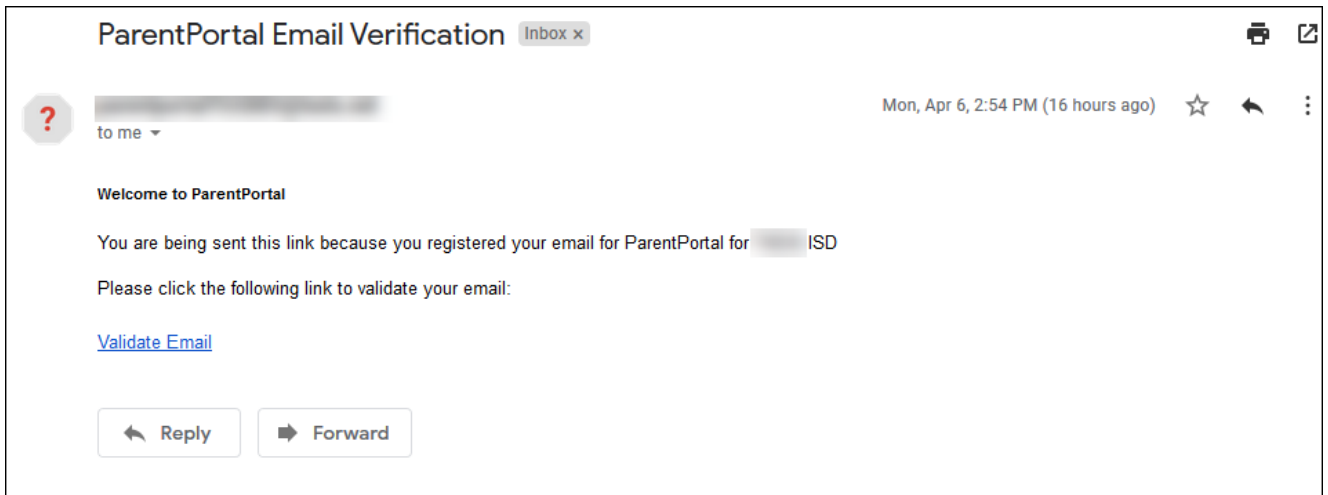 ParentPortal Email Verification Inbox x
?
Mon, Apr 6, 2:54 PM (16 hours ago)
to me
Welcome to ParentPortal
You are being sent this link because you registered your email for ParentPortal for ISD
Please click the following link to validate your email:
Validate Email
Reply Forward